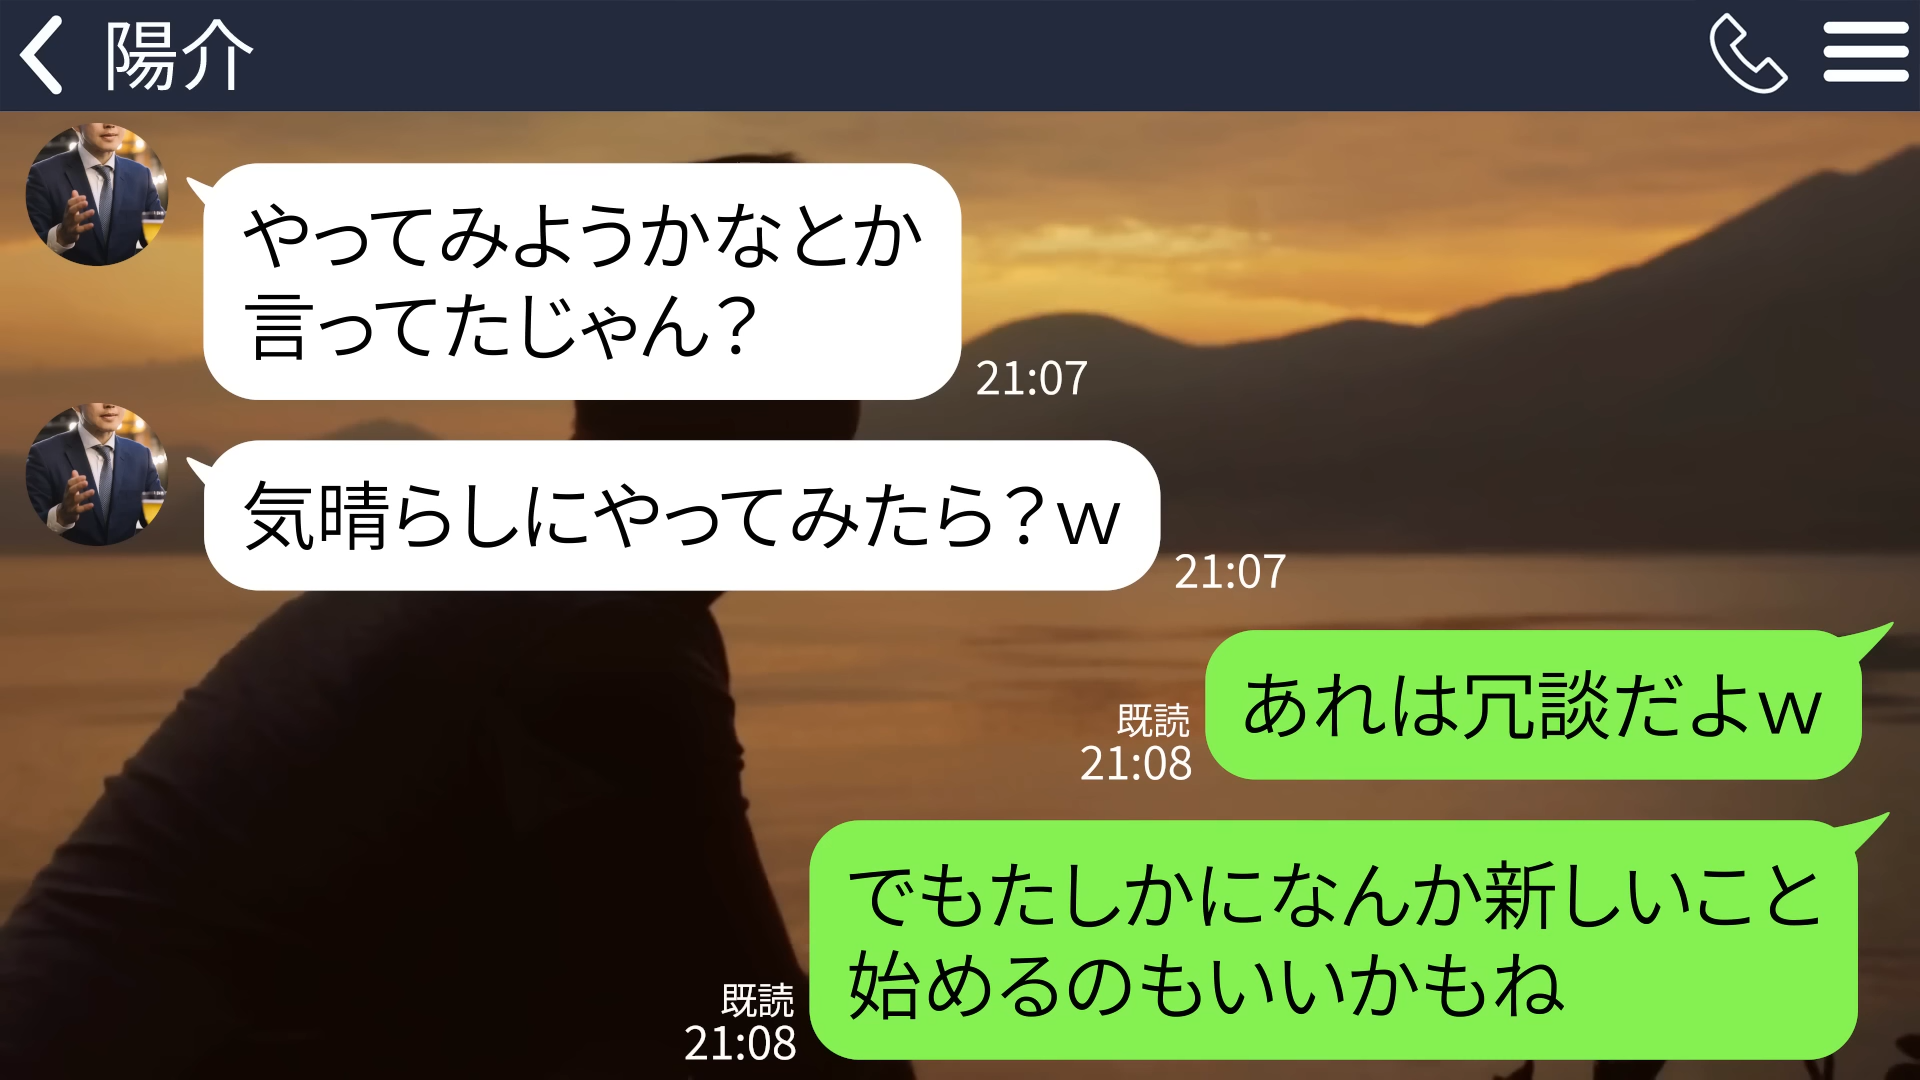 陽介
やってみようかなとか
言ってたじゃん？
21:07
気晴らしにやってみたら？ｗ
21:07
あれは冗談だよｗ
既読
21:08
でもたしかになんか新しいこと
始めるのもいいかもね
既読
21:08